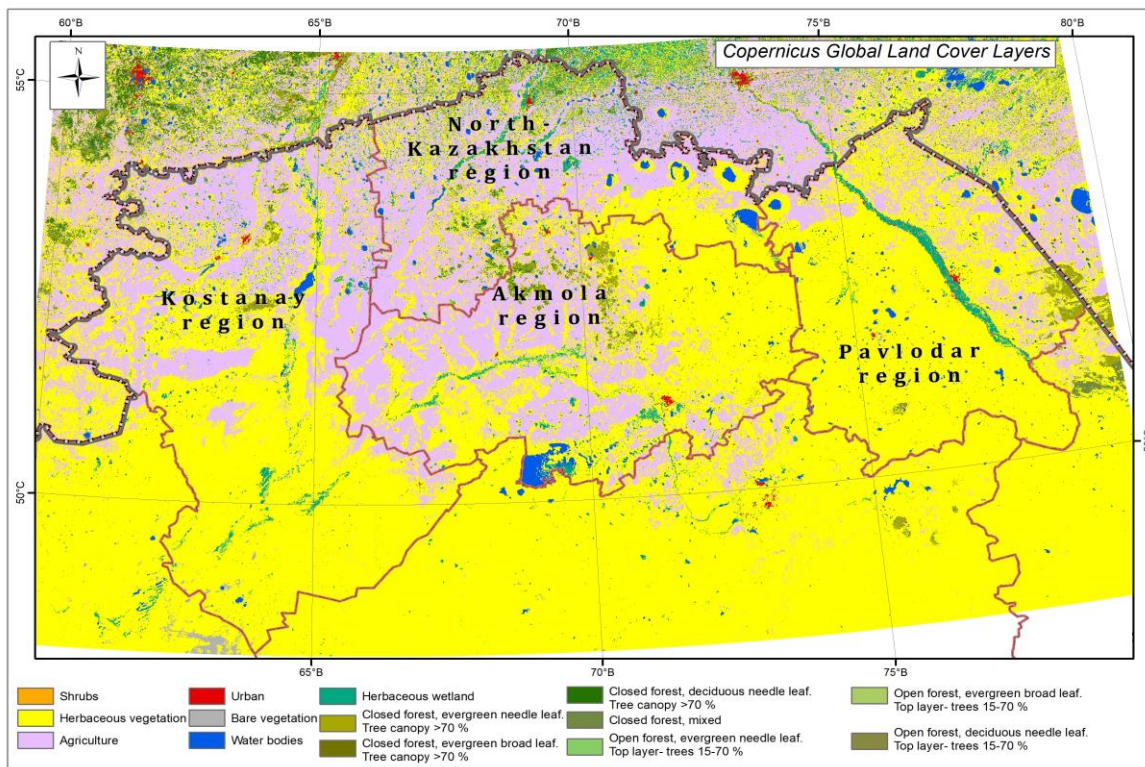 60°B 65°B 70°B 75°B 80°B
Copernicus Global Land Cover Layers
N
55°C
North-
Kazakhstan
region
Kostanay
region
Akmola
region
Pavlodar
region
50°C
65°B 70°B 75°B
Shrubs
Herbaceous vegetation
Agriculture
Urban
Bare vegetation
Water bodies
Herbaceous wetland
Closed forest, evergreen needle leaf.
Tree canopy >70 %
Closed forest, evergreen broad leaf.
Tree canopy >70 %
Closed forest, deciduous needle leaf.
Tree canopy >70 %
Closed forest, mixed
Open forest, evergreen needle leaf.
Top layer- trees 15-70 %
Open forest, evergreen broad leaf.
Top layer- trees 15-70 %
Open forest, deciduous needle leaf.
Top layer- trees 15-70 %